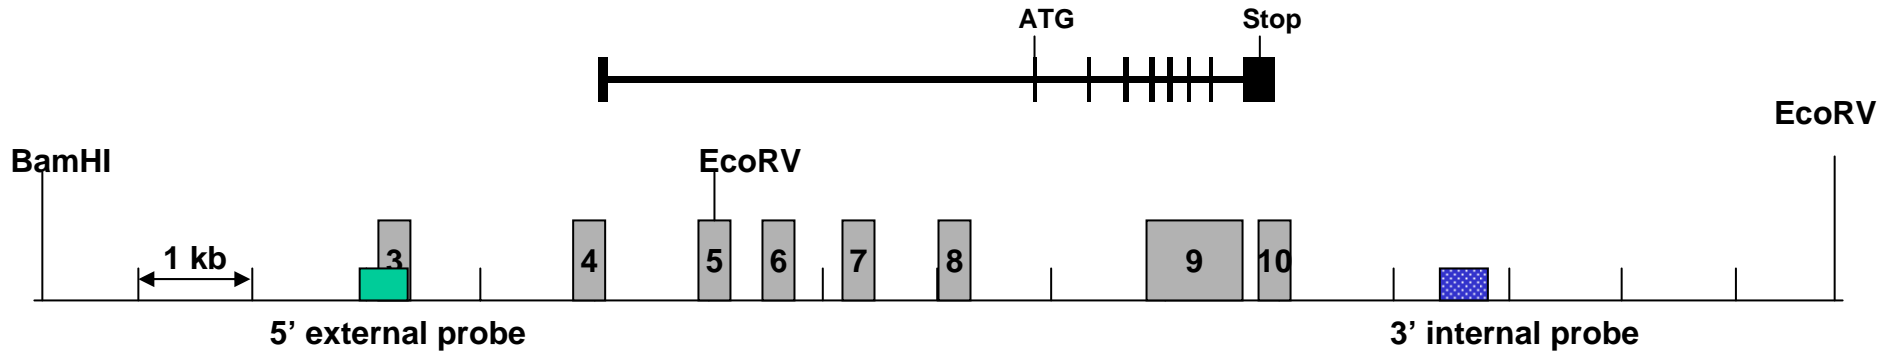 ATG Stop
EcoRV
BamHI EcoRV
1 kb 3 4 5 6 7 8 9 10
5’ external probe 3’ internal probe